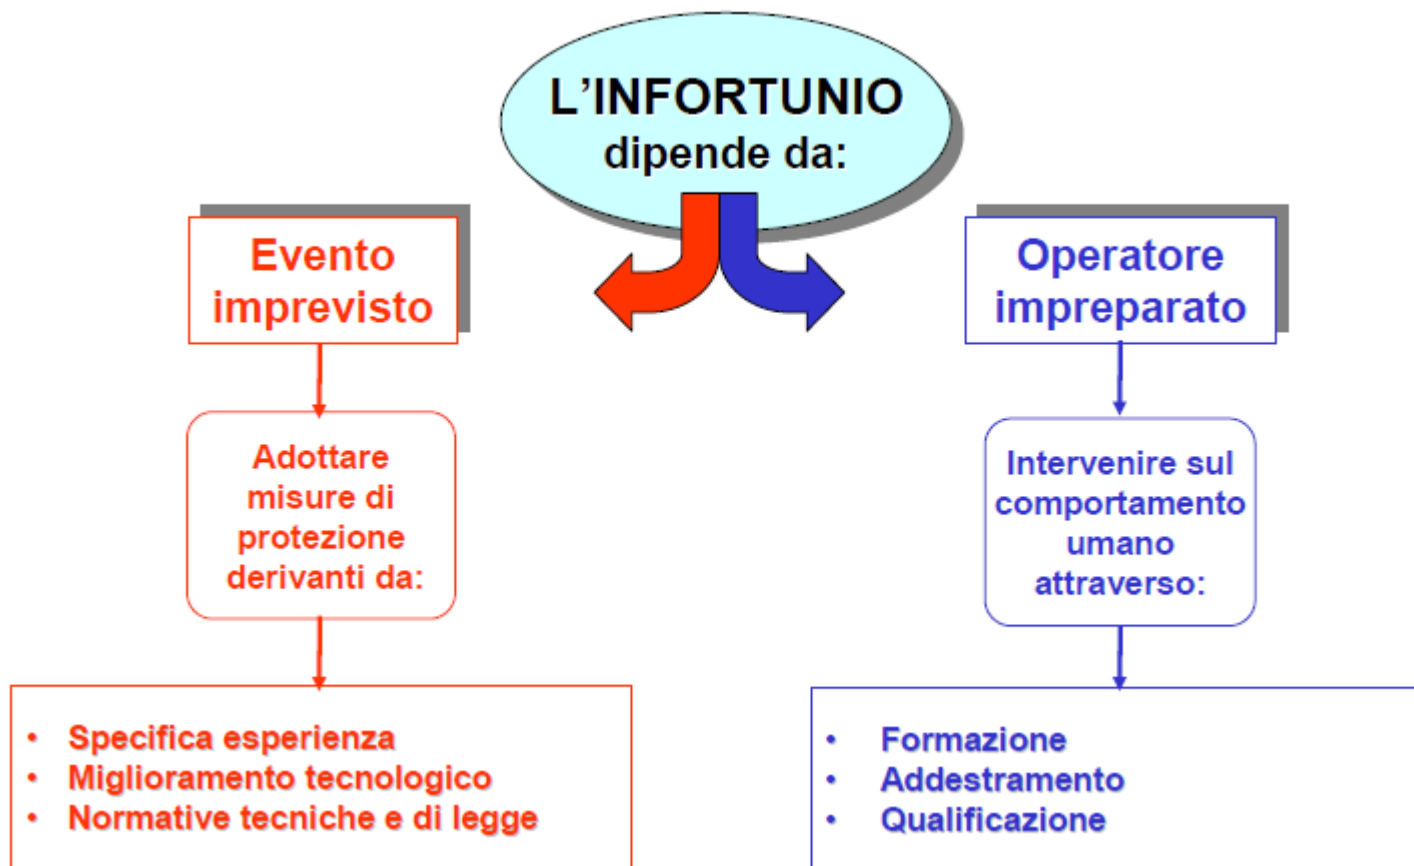 L'INFORTUNIO
dipende da:
Evento
imprevisto
Operatore
impreparato
Adottare
misure di
protezione
derivanti da:
Intervenire sul
comportamento
umano
attraverso:
• Specifica esperienza
• Miglioramento tecnologico
• Normative tecniche e di legge
• Formazione
• Addestramento
• Qualificazione